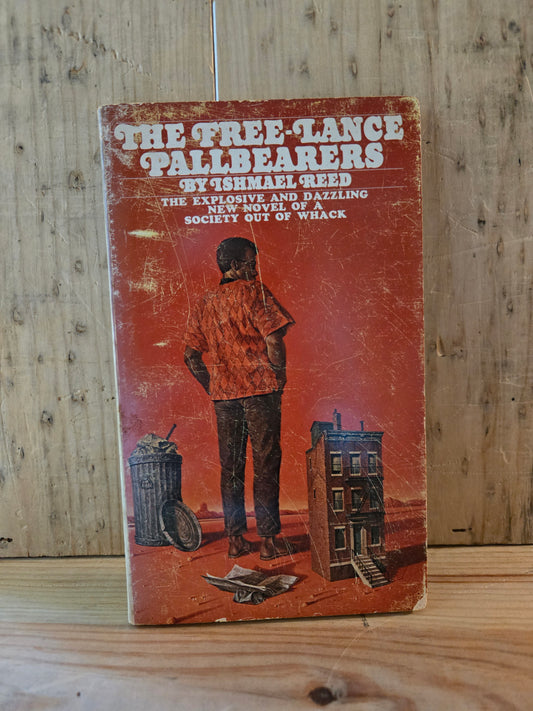 THE FREE-LANCE
PALLBEARERS
BY ISHMAEL REED
THE EXPLOSIVE AND DAZZLING
NEW NOVEL OF A
SOCIETY OUT OF WHACK